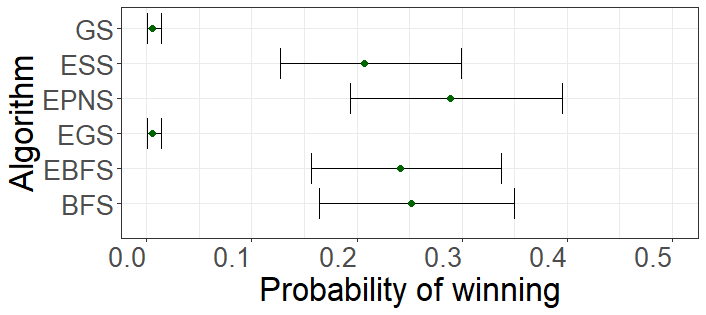 Algorithm
GS
ESS
EPNS
EGS
EBFS
BFS
0.0 0.1 0.2 0.3 0.4 0.5
Probability of winning